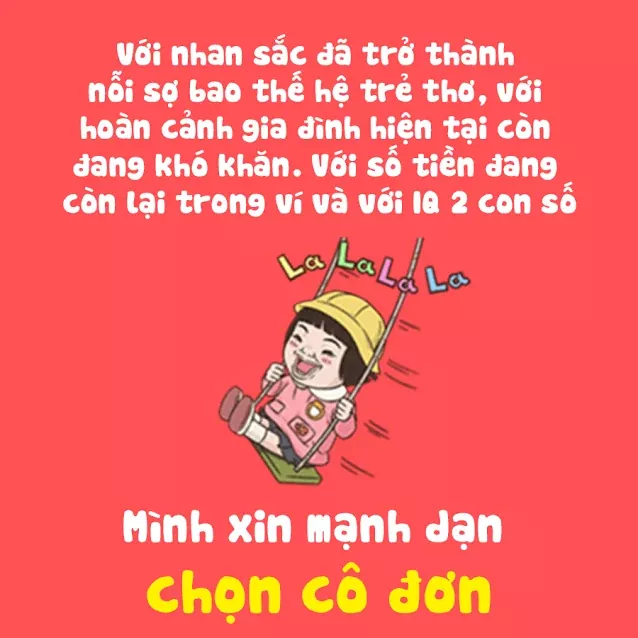 Với nhan sắc đã trở thành
nỗi sợ bao thế hệ trẻ thơ, với
hoàn cảnh gia đình hiện tại còn
đang khó khăn. Với số tiền đang
còn lại trong ví và với IQ 2 con số
La La La La
Mình xin mạnh dạn
chọn cô đơn